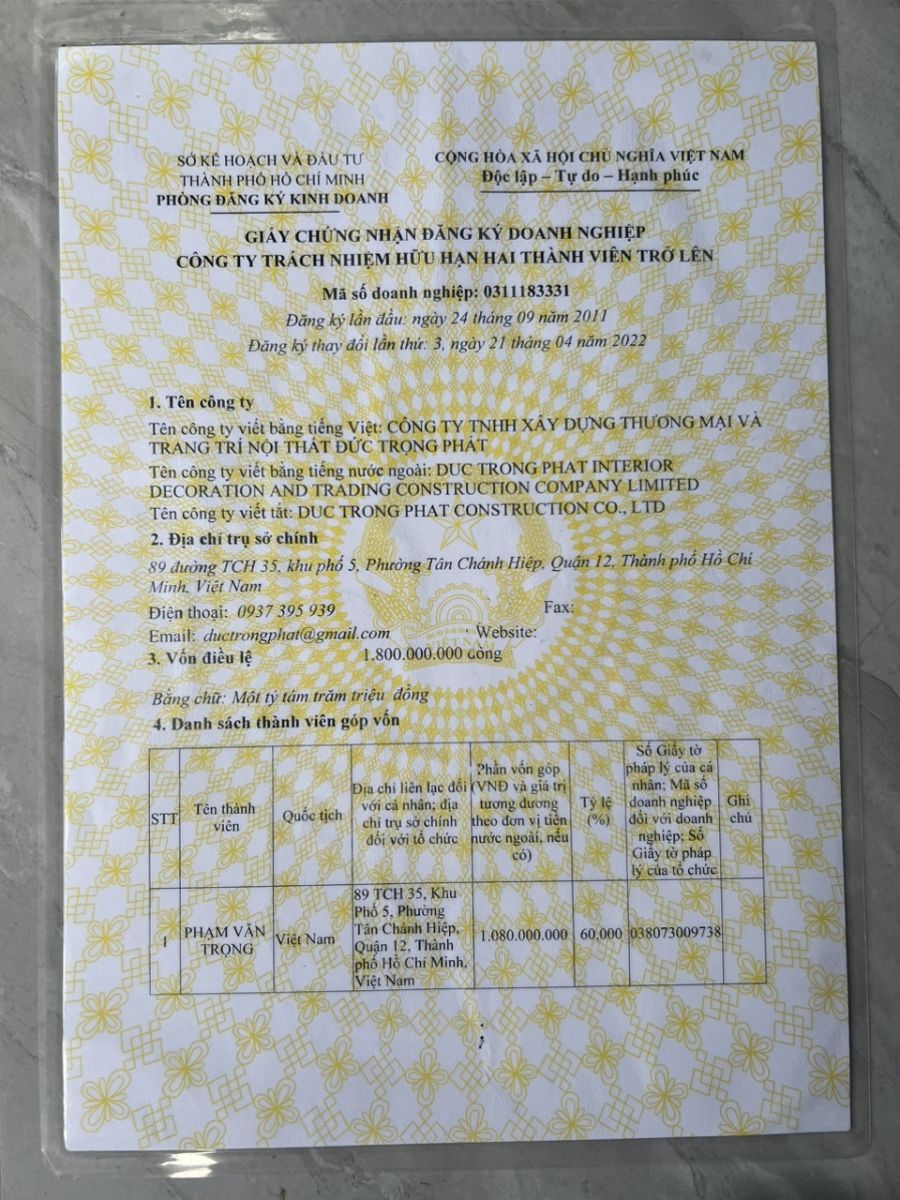 SỞ KẾ HOẠCH VÀ ĐẦU TƯ
THÀNH PHỐ HỒ CHÍ MINH
PHÒNG ĐĂNG KÝ KINH DOANH
CỘNG HÒA XÃ HỘI CHỦ NGHĨA VIỆT NAM
Độc lập – Tự do – Hạnh phúc
GIẤY CHỨNG NHẬN ĐĂNG KÝ DOANH NGHIỆP
CÔNG TY TRÁCH NHIỆM HỮU HẠN HAI THÀNH VIÊN TRỞ LÊN
Mã số doanh nghiệp: 0311183331
Đăng ký lần đầu: ngày 24 tháng 09 năm 2011
Đăng ký thay đổi lần thứ: 3, ngày 21 tháng 04 năm 2022
1. Tên công ty
Tên công ty viết bằng tiếng Việt: CÔNG TY TNHH XÂY DỰNG THƯƠNG MẠI VÀ
TRANG TRÍ NỘI THẤT ĐỨC TRỌNG PHÁT
Tên công ty viết bằng tiếng nước ngoài: DUC TRONG PHAT INTERIOR
DECORATION AND TRADING CONSTRUCTION COMPANY LIMITED
Tên công ty viết tắt: DUC TRONG PHAT CONSTRUCTION CO., LTD
2. Địa chỉ trụ sở chính
89 đường TCH 35, khu phố 5, Phường Tân Chánh Hiệp, Quận 12, Thành phố Hồ Chí
Minh, Việt Nam
Điện thoại: 0937 395 939 Fax:
Email: ductrongphat@gmail.com Website:
3. Vốn điều lệ 1.800.000.000 đồng
Bằng chữ: Một tỷ tám trăm triệu đồng
4. Danh sách thành viên góp vốn
STT
Tên thành
viên
Quốc tịch
Địa chỉ liên lạc đối
với cá nhân; địa
chỉ trụ sở chính
đối với tổ chức
Phần vốn góp
(VNĐ và giá trị
tương đương
theo đơn vị tiền
nước ngoài, nếu
có)
Tỷ lệ
(%)
Số Giấy tờ
pháp lý của cá
nhân; Mã số
doanh nghiệp
đối với doanh
nghiệp; Số
Giấy tờ pháp
lý của tổ chức
Ghi
chú
1
PHẠM VĂN
TRỌNG
Việt Nam
89 TCH 35, Khu
Phố 5, Phường
Tân Chánh Hiệp,
Quận 12, Thành
phố Hồ Chí Minh,
Việt Nam
1.080.000.000
60,000
038073009738